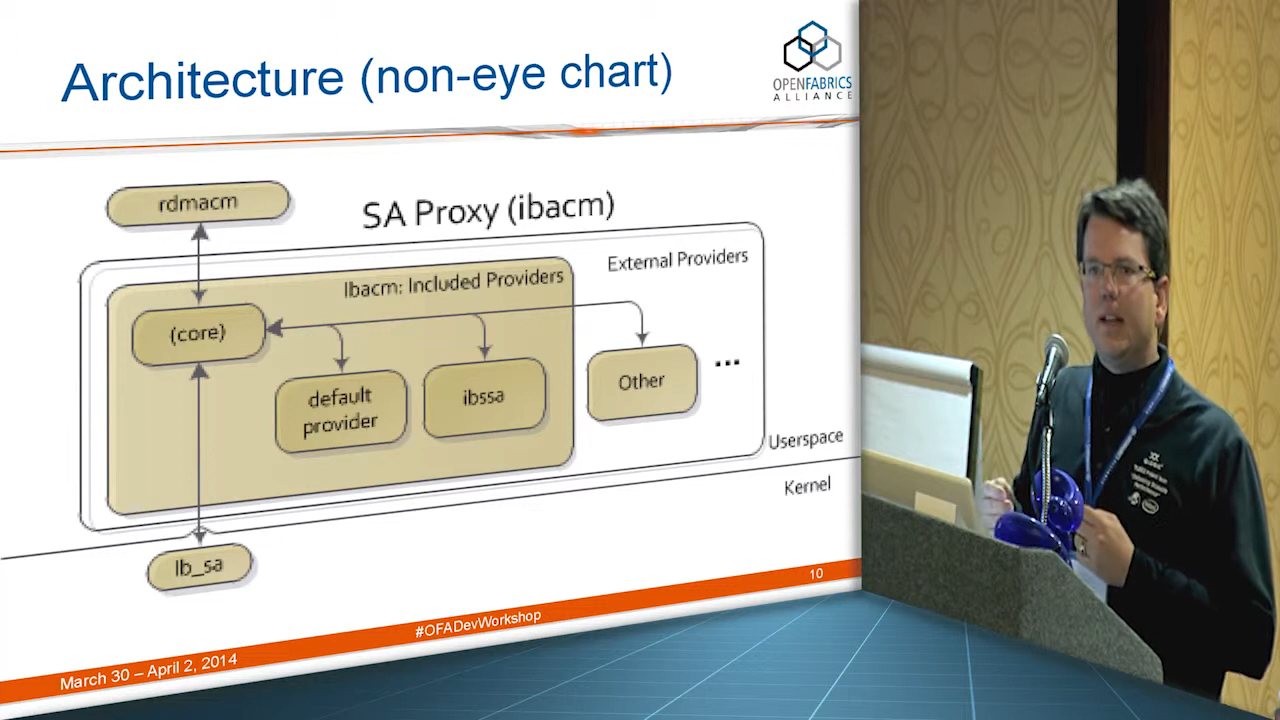 Architecture (non-eye chart)
OPENFABRICS
ALLIANCE
rdmacm
SA Proxy (ibacm)
External Providers
Ibacm: Included Providers
(core)
default
provider
ibssa
Other
...
Userspace
Kernel
Ib_sa
10
#OFADevWorkshop
March 30 – April 2, 2014